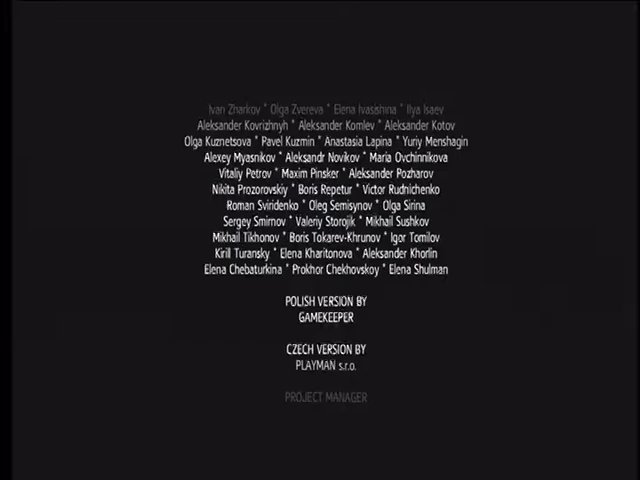 Ivan Zharkov * Olga Zvereva * Elena Ivasishina * Ilya Isaev
Aleksander Kovrizhnyh * Aleksander Komlev * Aleksander Kotov
Olga Kuznetsova * Pavel Kuzmin * Anastasia Lapina * Yuriy Menshagin
Alexey Myasnikov * Aleksandr Novikov * Maria Ovchinnikova
Vitaliy Petrov * Maxim Pinsker * Aleksander Pozharov
Nikita Prozorovskiy * Boris Repetur * Victor Rudnichenko
Roman Sviridenko * Oleg Semisynov * Olga Sirina
Sergey Smirnov * Valeriy Storojik * Mikhail Sushkov
Mikhail Tikhonov * Boris Tokarev-Khrunov * Igor Tomilov
Kirill Turansky * Elena Kharitonova * Aleksander Khorlin
Elena Chebaturkina * Prokhor Chekhovskoy * Elena Shulman
POLISH VERSION BY
GAMEKEEPER
CZECH VERSION BY
PLAYMAN s.r.o.
PROJECT MANAGER